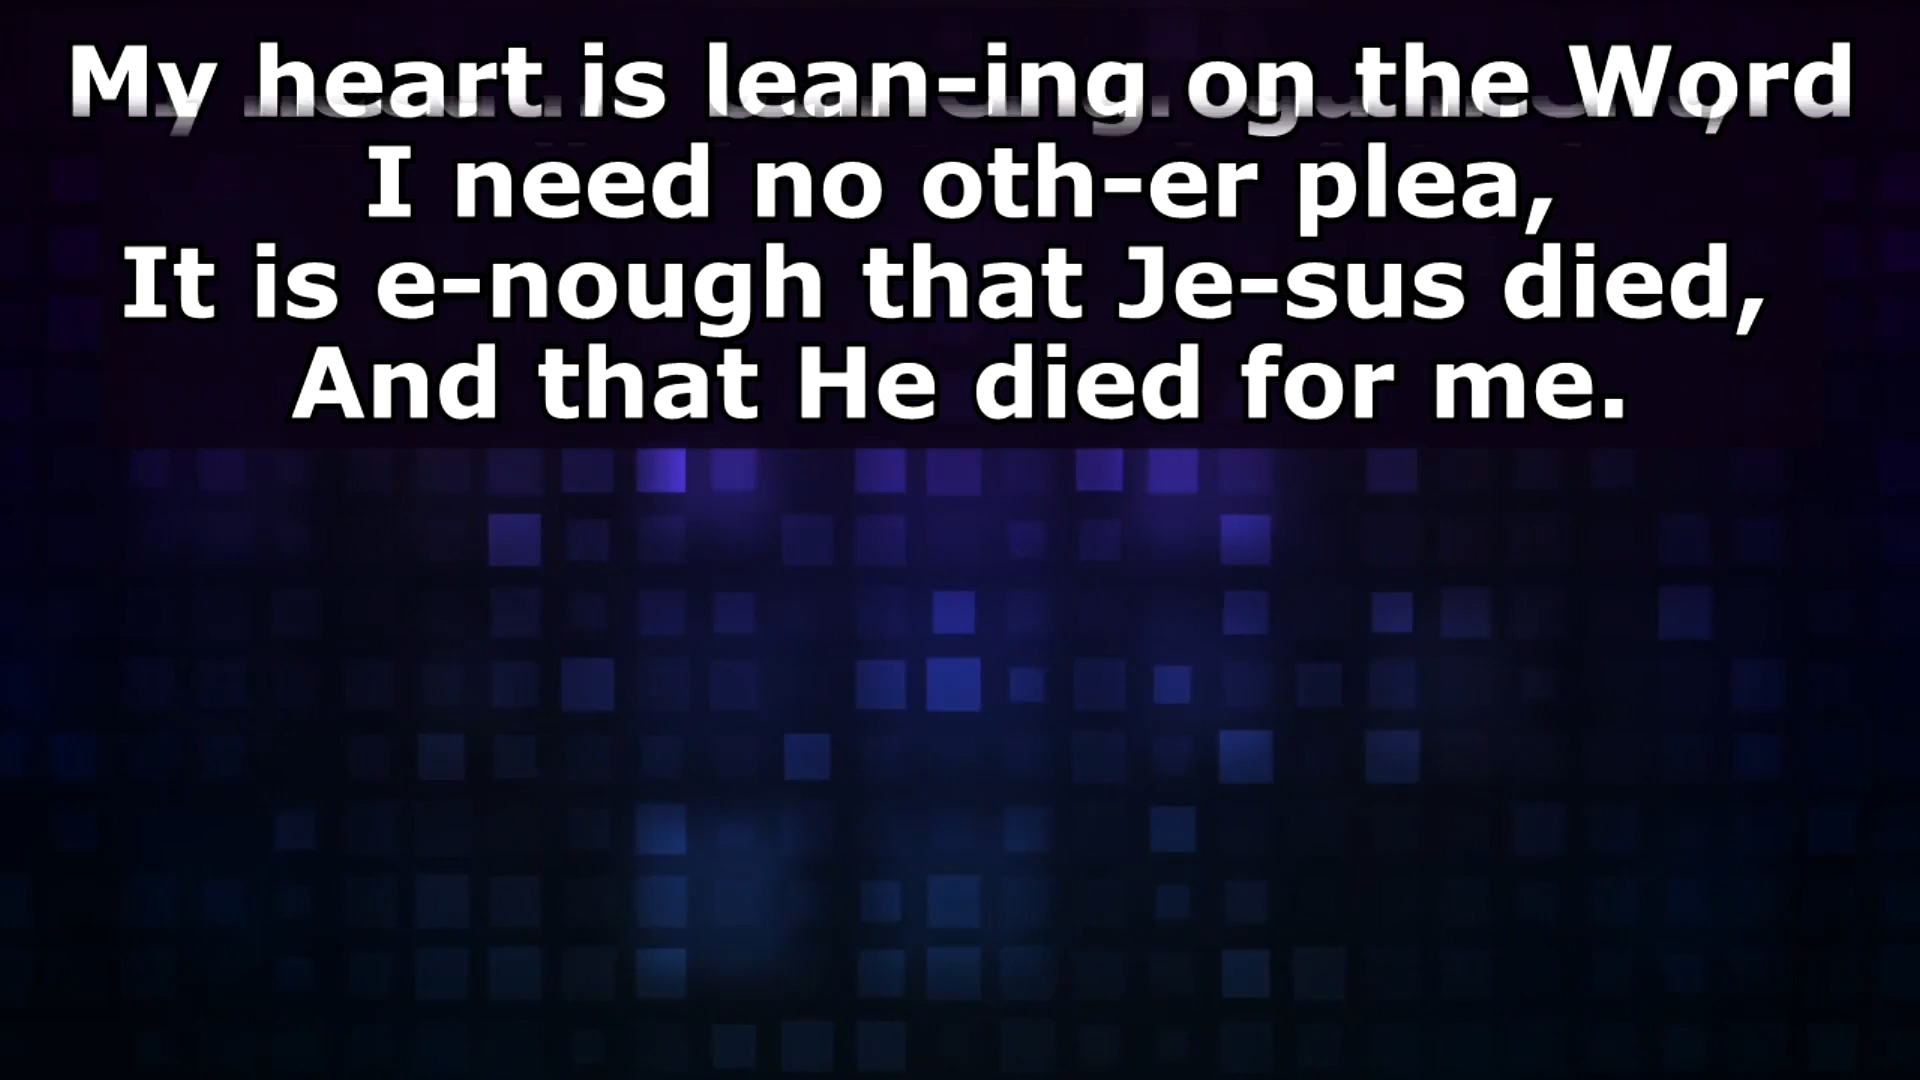 My heart is lean-ing on the Word
I need no oth-er plea,
It is e-nough that Je-sus died,
And that He died for me.